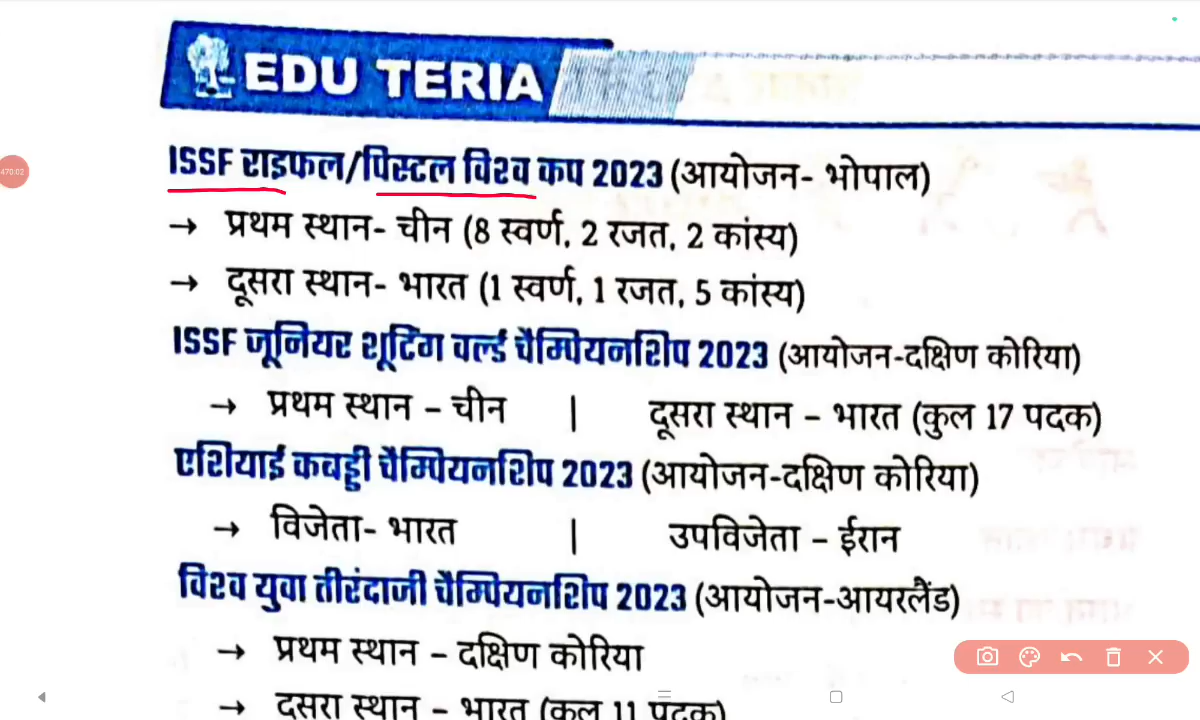 EDU TERIA
ISSF राइफल/पिस्टल विश्व कप 2023 (आयोजन- भोपाल)
470:02
→ प्रथम स्थान- चीन (8 स्वर्ण, 2 रजत, 2 कांस्य)
→ दूसरा स्थान- भारत (1 स्वर्ण, 1 रजत, 5 कांस्य)
ISSF जूनियर शूटिंग वर्ल्ड चैम्पियनशिप 2023 (आयोजन-दक्षिण कोरिया)
→ प्रथम स्थान – चीन | दूसरा स्थान – भारत (कुल 17 पदक)
एशियाई कबड्डी चैम्पियनशिप 2023 (आयोजन-दक्षिण कोरिया)
→ विजेता- भारत | उपविजेता – ईरान
विश्व युवा तीरंदाजी चैम्पियनशिप 2023 (आयोजन-आयरलैंड)
→ प्रथम स्थान – दक्षिण कोरिया
→ दूसरा स्थान – भारत (कुल 11 पदक)